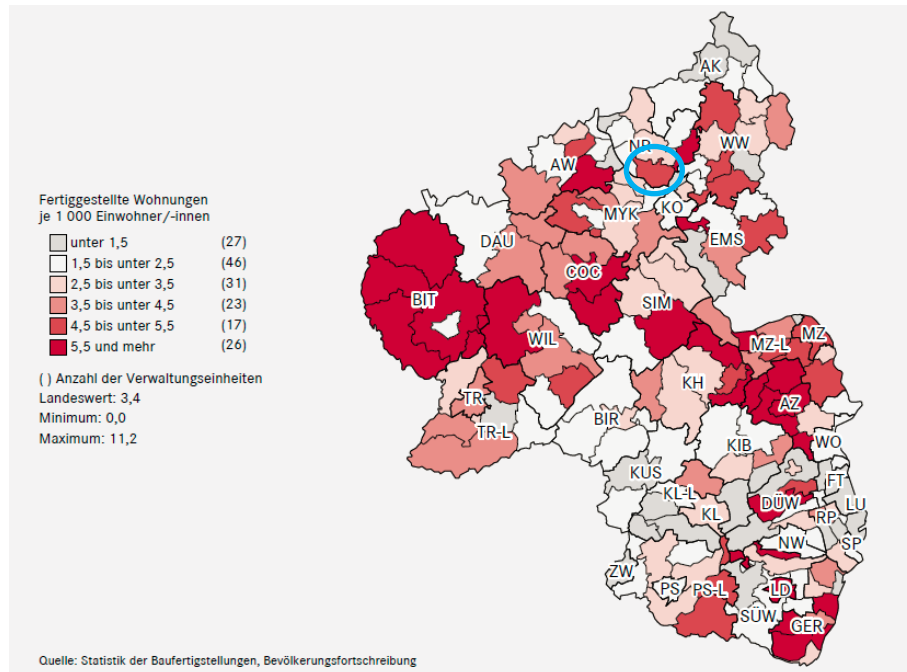 Fertiggestellte Wohnungen
je 1 000 Einwohner/-innen
unter 1,5 (27)
1,5 bis unter 2,5 (46)
2,5 bis unter 3,5 (31)
3,5 bis unter 4,5 (23)
4,5 bis unter 5,5 (17)
5,5 und mehr (26)
( ) Anzahl der Verwaltungseinheiten
Landeswert: 3,4
Minimum: 0,0
Maximum: 11,2
AK
NR
WW
AW
KO
MYK
EMS
DAU
COC
BIT
SIM
WIL
MZ-L
MZ
KH
TR
AZ
TR-L
BIR
KIB
WO
KUS
FT
KL-L
DÜW
LU
KL
RP
NW
SP
ZW
PS
PS-L
LD
SÜW
GER
Quelle: Statistik der Baufertigstellungen, Bevölkerungsfortschreibung